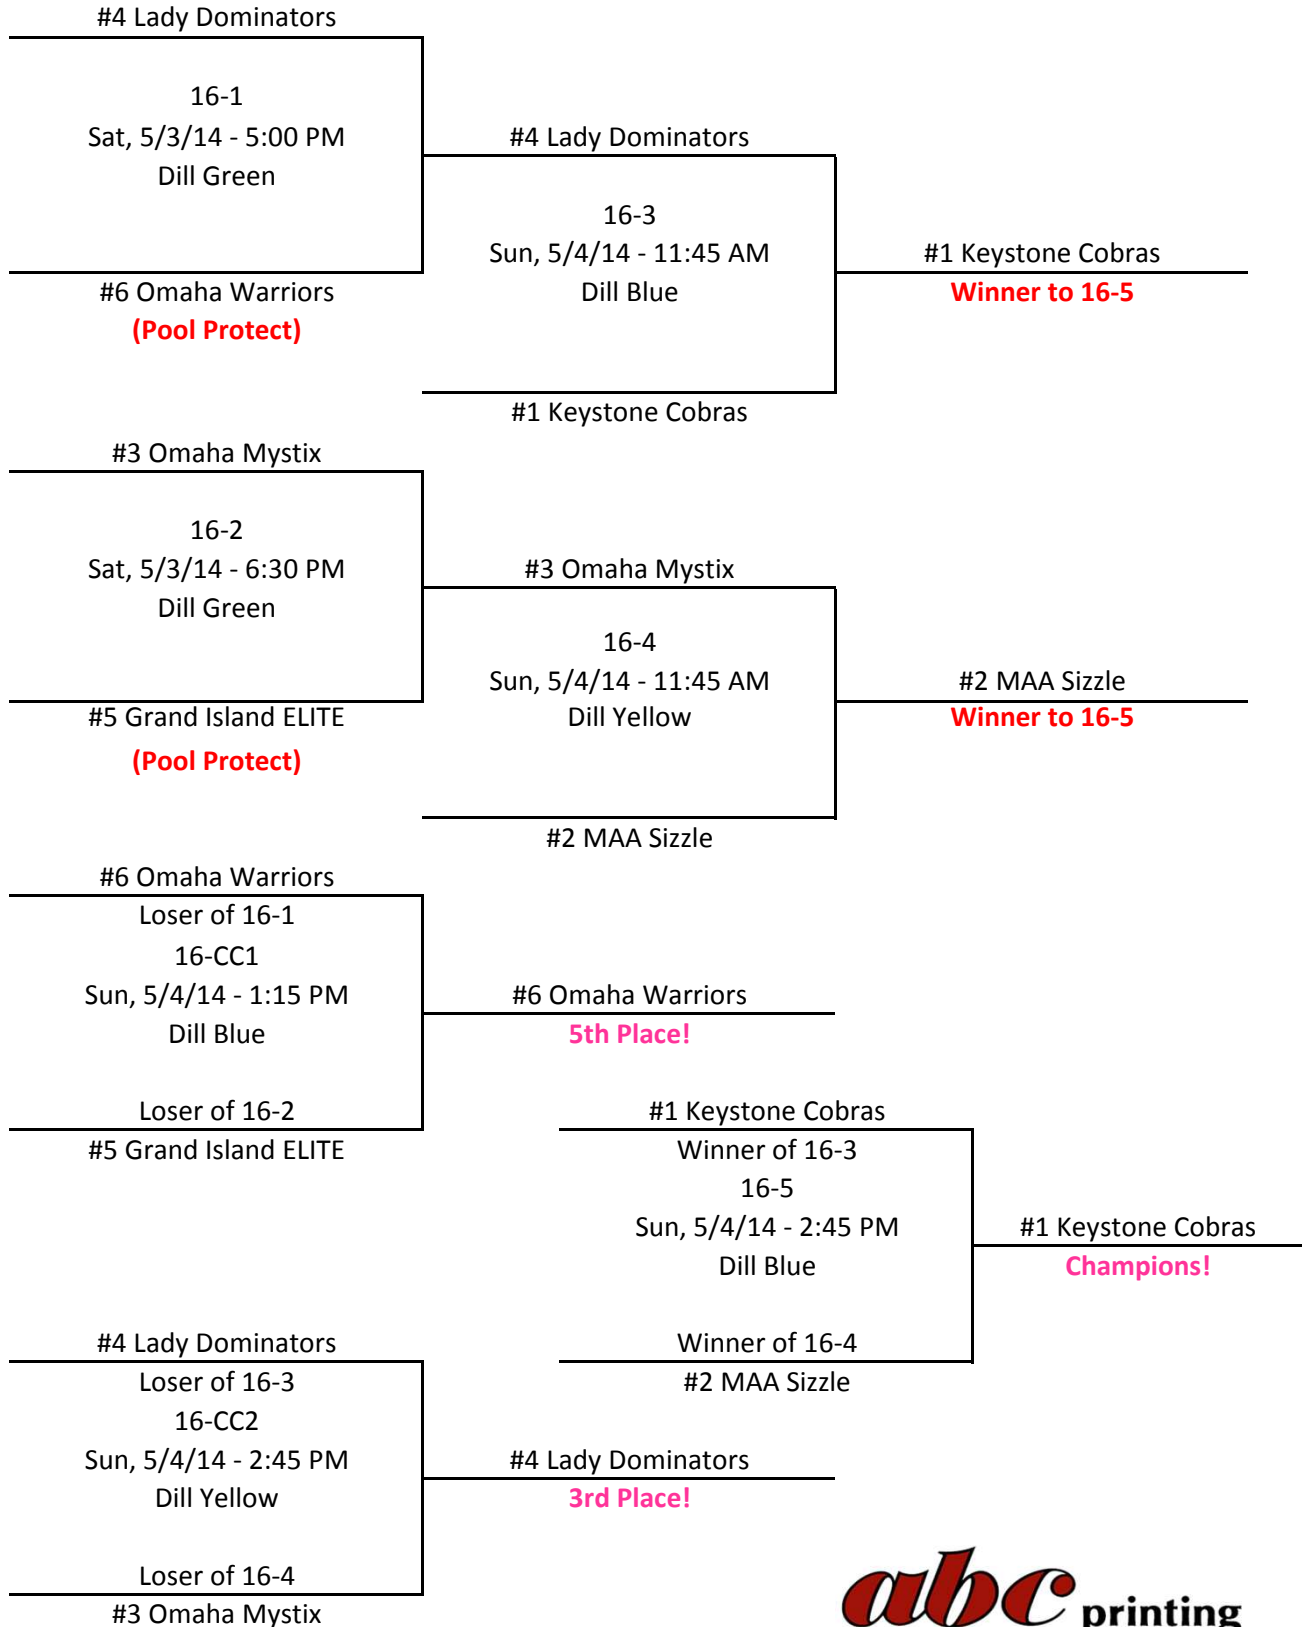 #4 Lady Dominators
16-1
Sat, 5/3/14 - 5:00 PM
Dill Green
#6 Omaha Warriors
(Pool Protect)
#4 Lady Dominators
16-3
Sun, 5/4/14 - 11:45 AM
Dill Blue
#1 Keystone Cobras
#1 Keystone Cobras
Winner to 16-5
#3 Omaha Mystix
16-2
Sat, 5/3/14 - 6:30 PM
Dill Green
#5 Grand Island ELITE
(Pool Protect)
#3 Omaha Mystix
16-4
Sun, 5/4/14 - 11:45 AM
Dill Yellow
#2 MAA Sizzle
#2 MAA Sizzle
Winner to 16-5
#6 Omaha Warriors
Loser of 16-1
16-CC1
Sun, 5/4/14 - 1:15 PM
Dill Blue
Loser of 16-2
#5 Grand Island ELITE
#6 Omaha Warriors
5th Place!
#1 Keystone Cobras
Winner of 16-3
16-5
Sun, 5/4/14 - 2:45 PM
Dill Blue
Winner of 16-4
#2 MAA Sizzle
#1 Keystone Cobras
Champions!
#4 Lady Dominators
Loser of 16-3
16-CC2
Sun, 5/4/14 - 2:45 PM
Dill Yellow
Loser of 16-4
#3 Omaha Mystix
#4 Lady Dominators
3rd Place!
abc printing